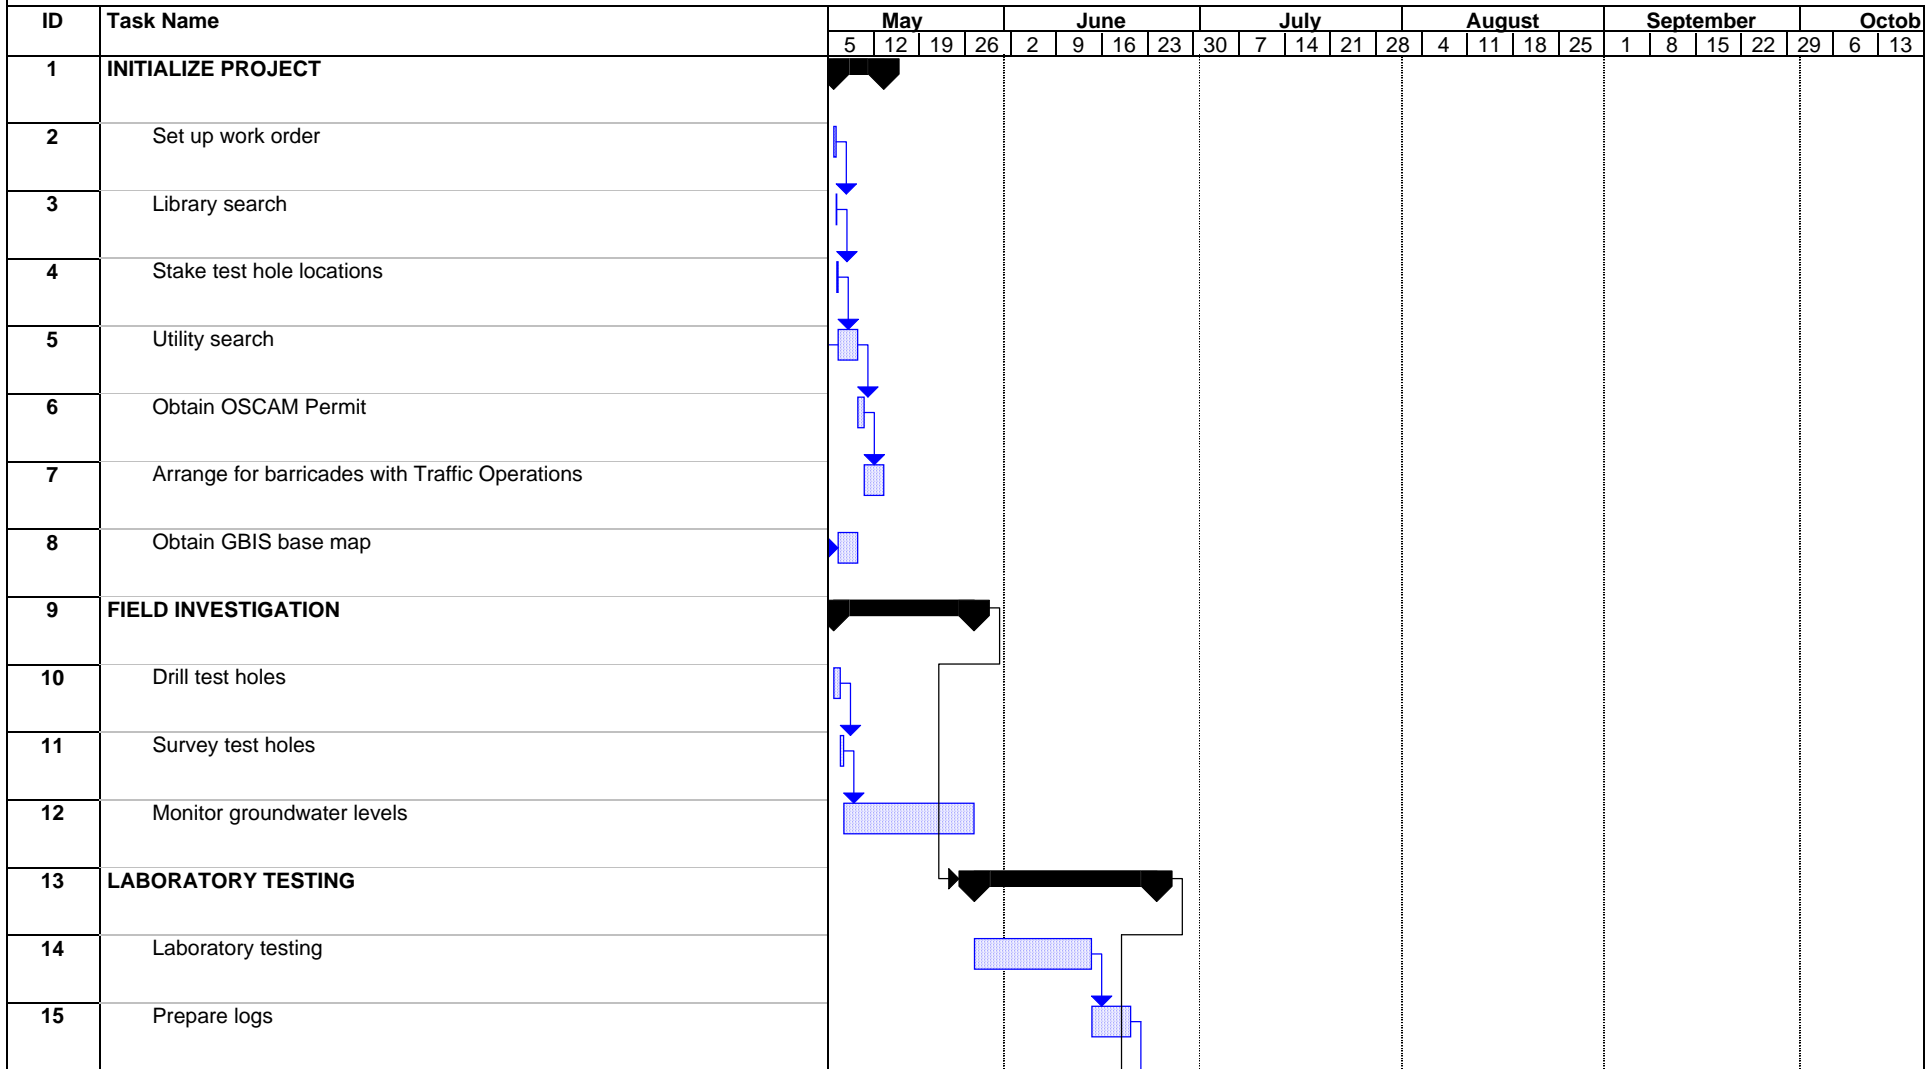 ID Task Name May June July August September Octob
5 12 19 26 2 9 16 23 30 7 14 21 28 4 11 18 25 1 8 15 22 29 6 13
1 INITIALIZE PROJECT
2 Set up work order
3 Library search
4 Stake test hole locations
5 Utility search
6 Obtain OSCAM Permit
7 Arrange for barricades with Traffic Operations
8 Obtain GBIS base map
9 FIELD INVESTIGATION
10 Drill test holes
11 Survey test holes
12 Monitor groundwater levels
13 LABORATORY TESTING
14 Laboratory testing
15 Prepare logs